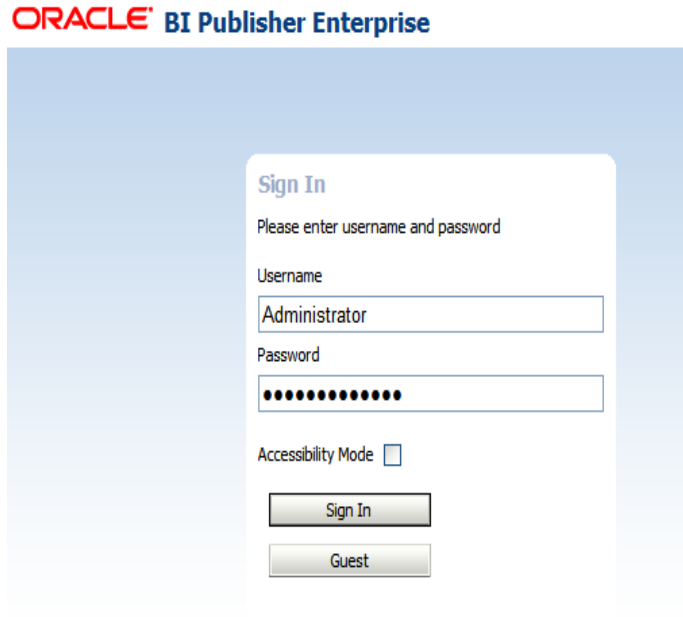 ORACLE BI Publisher Enterprise
Sign In
Please enter username and password
Username
Administrator
Password
•••••••••••••
Accessibility Mode
Sign In
Guest